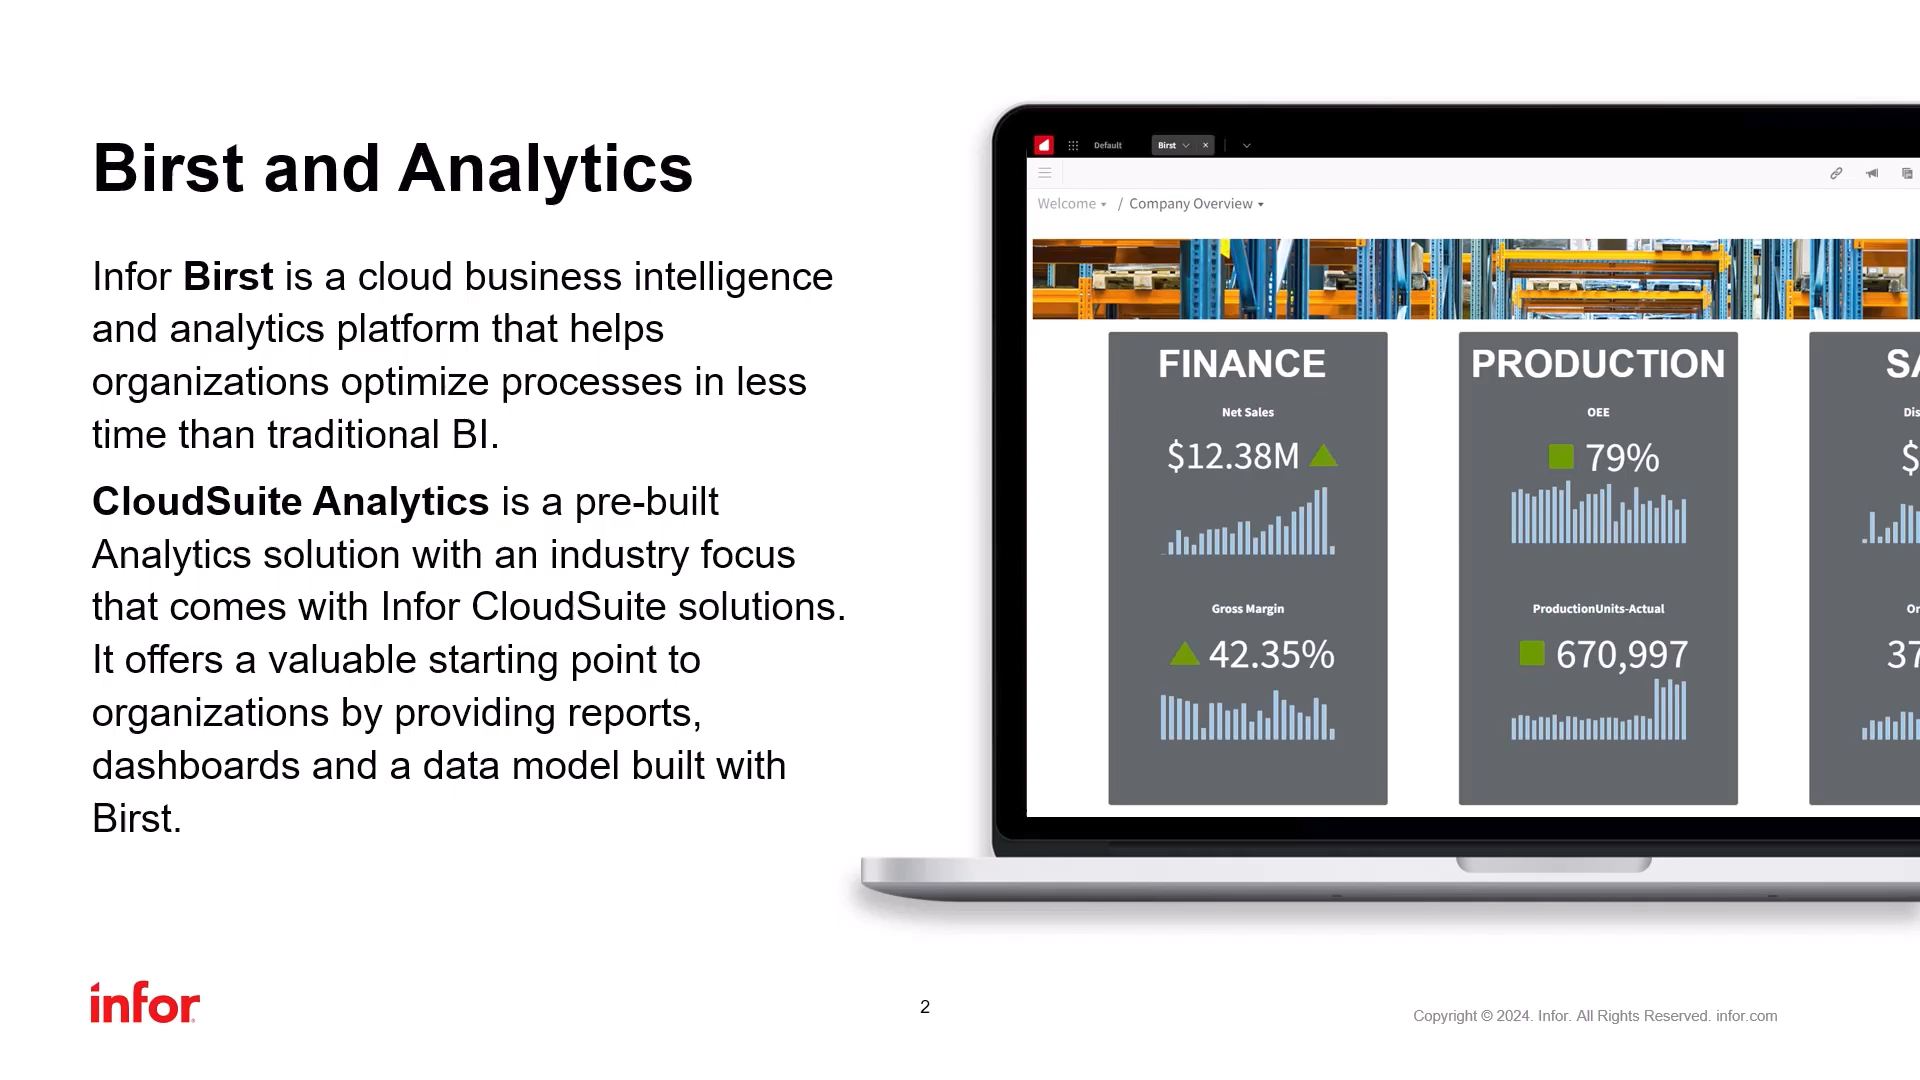 Birst and Analytics
Infor Birst is a cloud business intelligence
and analytics platform that helps
organizations optimize processes in less
time than traditional BI.
CloudSuite Analytics is a pre-built
Analytics solution with an industry focus
that comes with Infor CloudSuite solutions.
It offers a valuable starting point to
organizations by providing reports,
dashboards and a data model built with
Birst.
Default
Birst
Welcome / Company Overview
FINANCE
Net Sales
$12.38M
Gross Margin
42.35%
PRODUCTION
OEE
79%
ProductionUnits-Actual
670,997
SA
Dis
$
Or
37
infor
2
Copyright © 2024. Infor. All Rights Reserved. infor.com